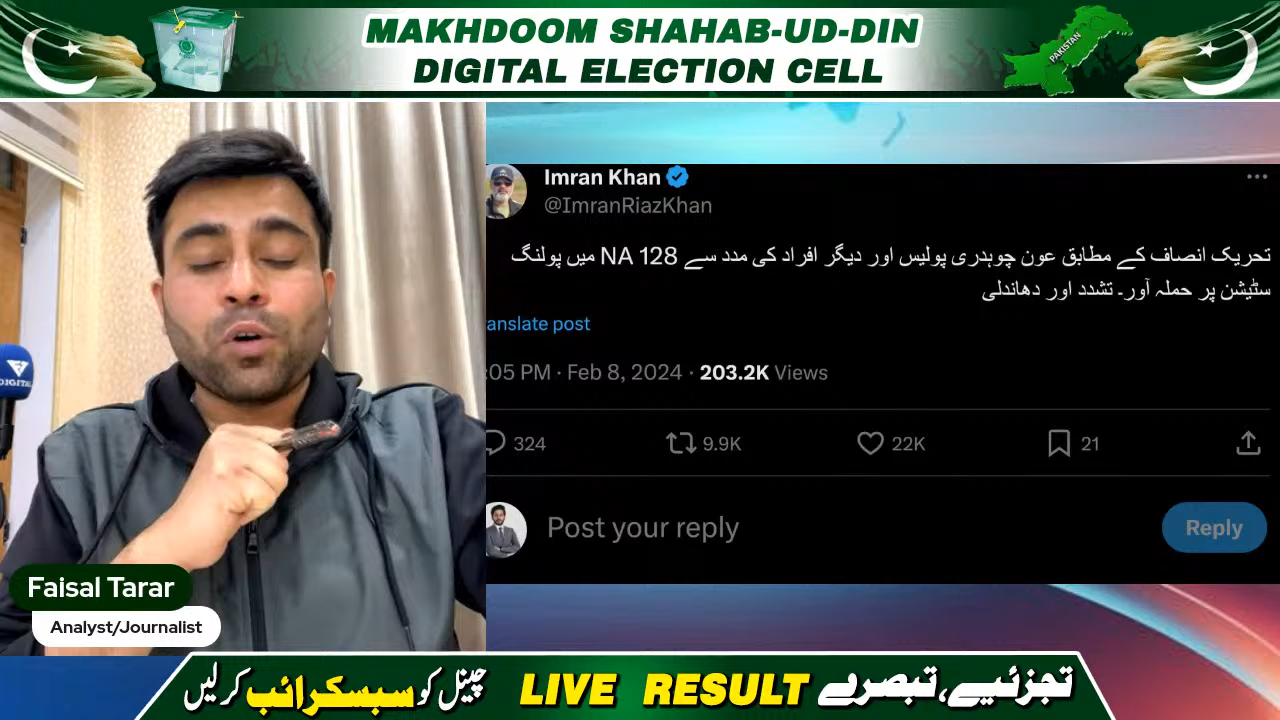 MAKHDOOM SHAHAB-UD-DIN
DIGITAL ELECTION CELL
PAKISTAN
Imran Khan
@ImranRiazKhan
تحریک انصاف کے مطابق عون چوہدری پولیس اور دیگر افراد کی مدد سے NA 128 میں پولنگ
سٹیشن پر حملہ آور۔ تشدد اور دھاندلی
anslate post
:05 PM · Feb 8, 2024 · 203.2K Views
324
9.9K
22K
21
Post your reply
Reply
DIGITAL
Faisal Tarar
Analyst/Journalist
تجزئیے، تبصرے LIVE RESULT چینل کو سبسکرائب کر لیں